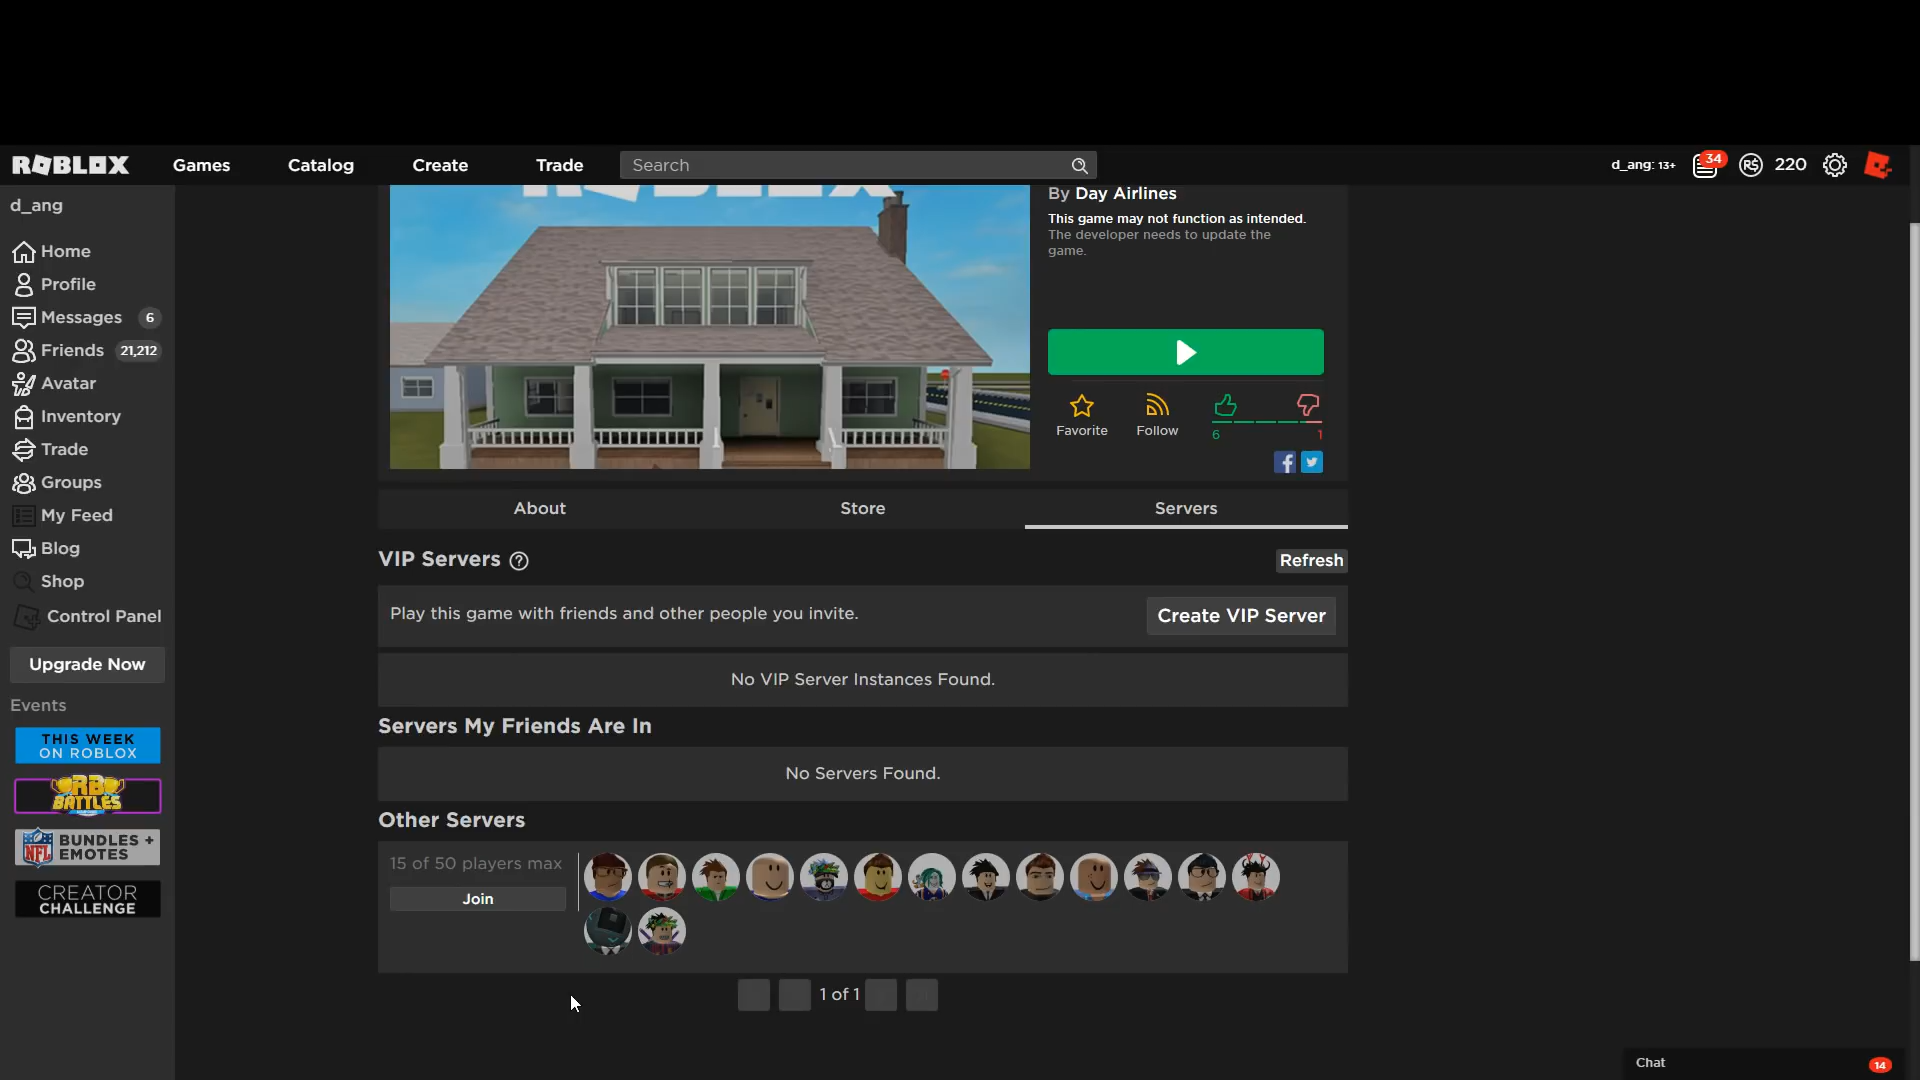 ROBLOX
Games
Catalog
Create
Trade
Search
d_ang: 13+
34
220
d_ang
Home
Profile
Messages 6
Friends 21,212
Avatar
Inventory
Trade
Groups
My Feed
Blog
Shop
Control Panel
Upgrade Now
Events
THIS WEEK
ON ROBLOX
RB
BATTLES
NFL
BUNDLES +
EMOTES
CREATOR
CHALLENGE
By Day Airlines
This game may not function as intended.
The developer needs to update the
game.
Favorite
Follow
6
1
About
Store
Servers
VIP Servers
Refresh
Play this game with friends and other people you invite.
Create VIP Server
No VIP Server Instances Found.
Servers My Friends Are In
No Servers Found.
Other Servers
15 of 50 players max
Join
1 of 1
Chat
14